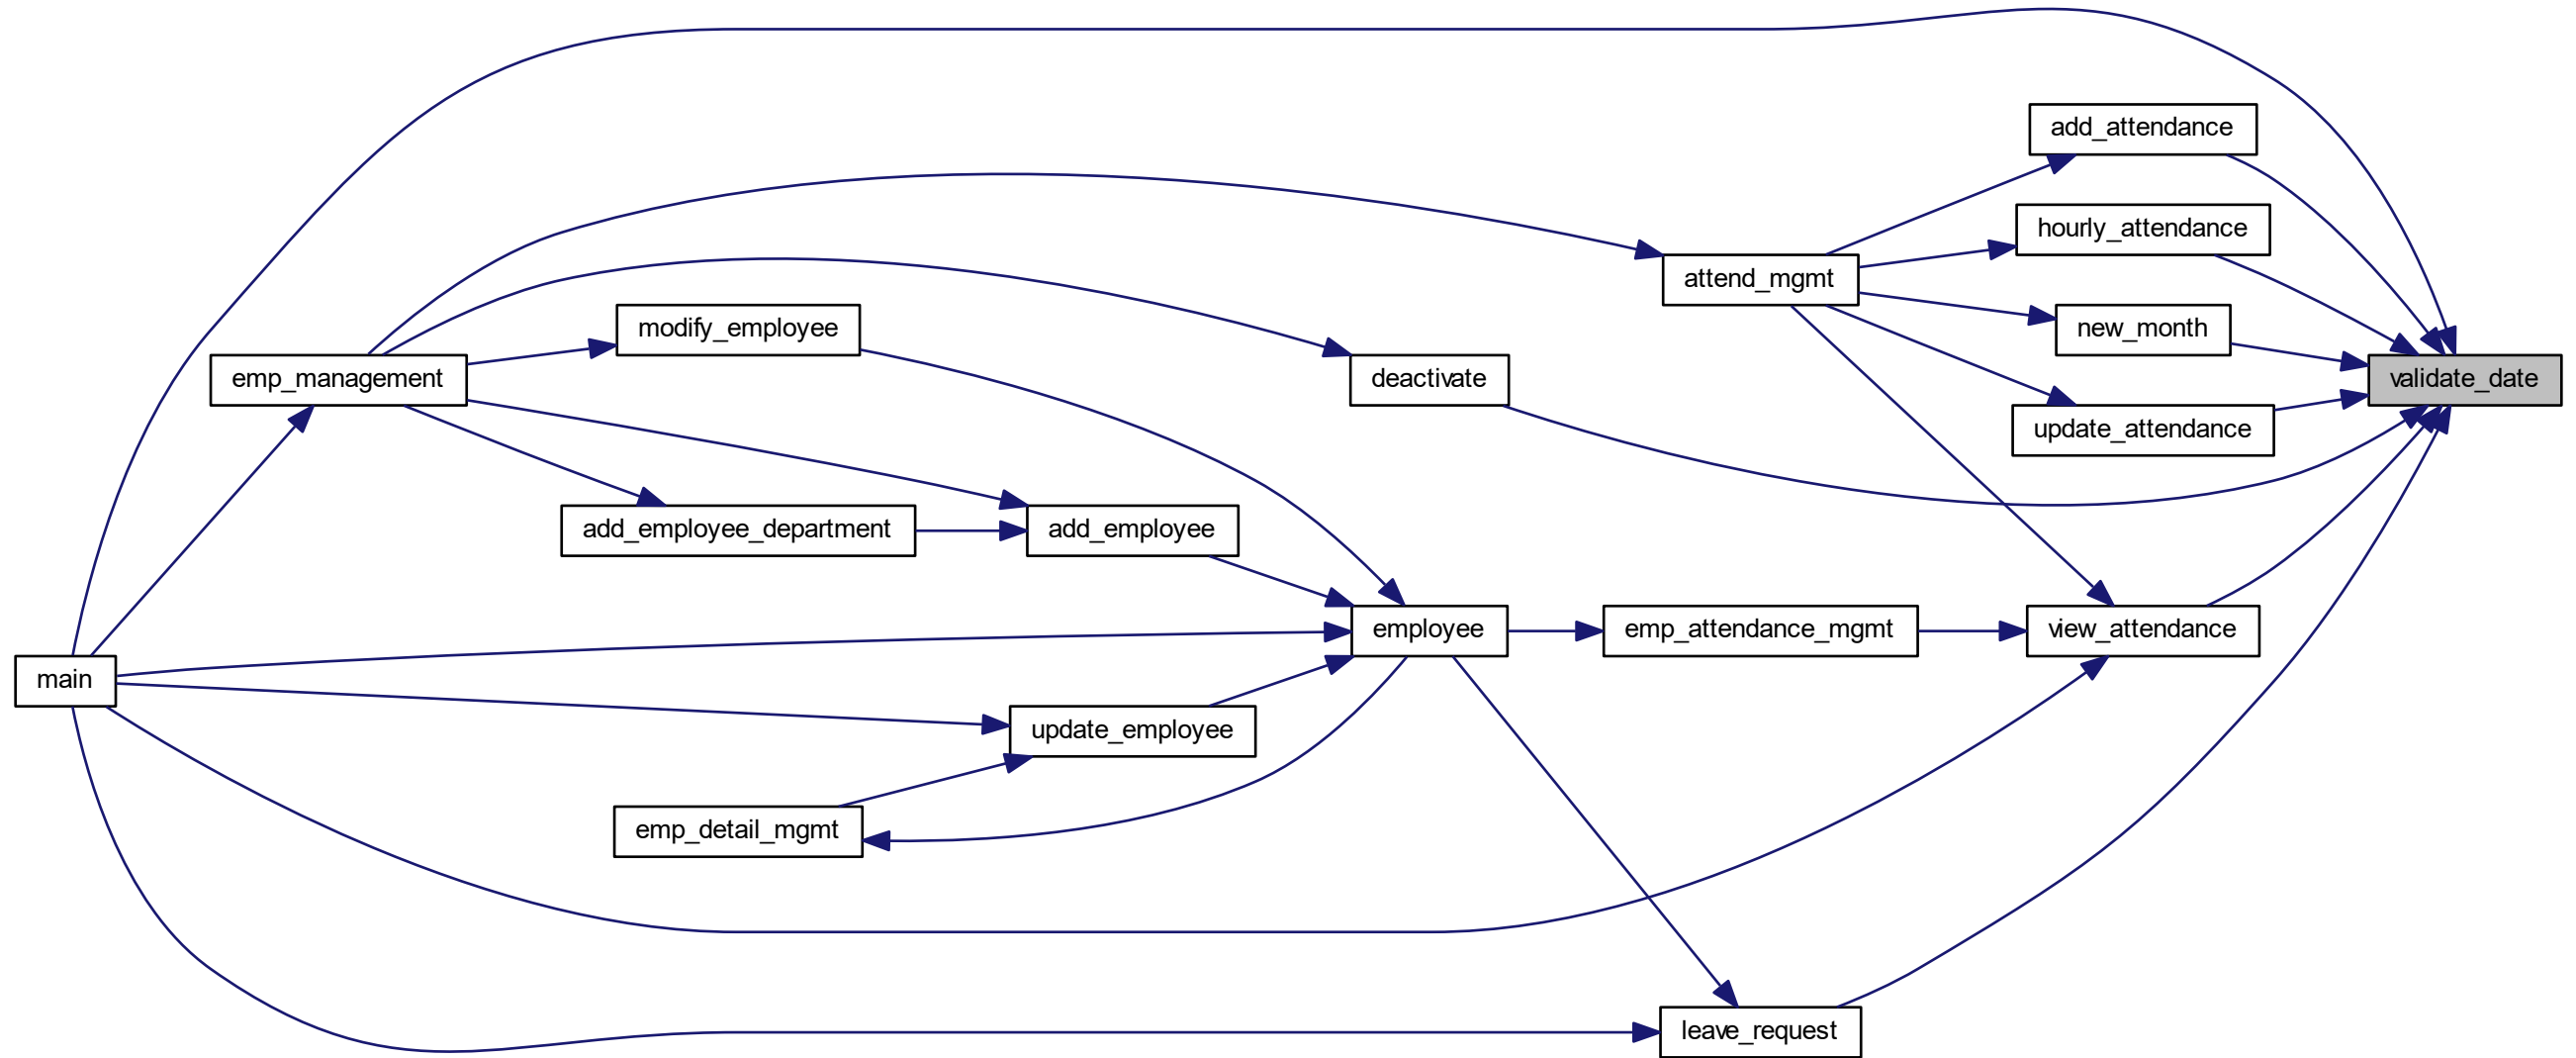 add_attendance
hourly_attendance
attend_mgmt
new_month
modify_employee
emp_management
deactivate
validate_date
update_attendance
add_employee_department
add_employee
employee
emp_attendance_mgmt
view_attendance
main
update_employee
emp_detail_mgmt
leave_request